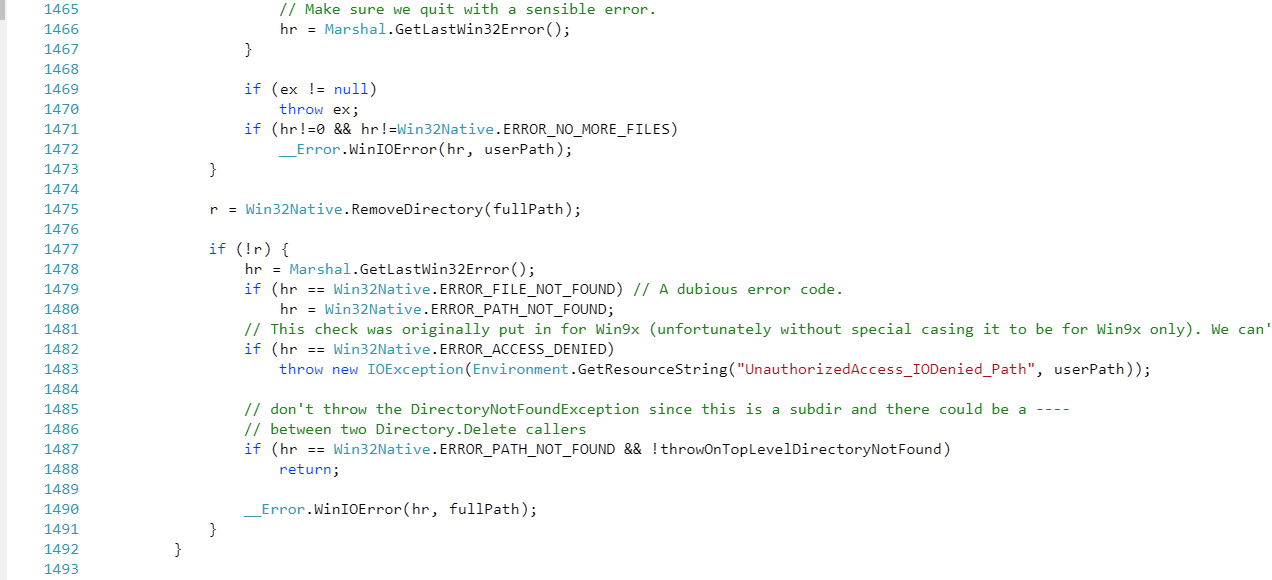 1465                         // Make sure we quit with a sensible error.
1466                         hr = Marshal.GetLastWin32Error();
1467                     }
1468
1469                     if (ex != null)
1470                         throw ex;
1471                     if (hr!=0 && hr!=Win32Native.ERROR_NO_MORE_FILES)
1472                         __Error.WinIOError(hr, userPath);
1473                 }
1474
1475                 r = Win32Native.RemoveDirectory(fullPath);
1476
1477                 if (!r) {
1478                     hr = Marshal.GetLastWin32Error();
1479                     if (hr == Win32Native.ERROR_FILE_NOT_FOUND) // A dubious error code.
1480                         hr = Win32Native.ERROR_PATH_NOT_FOUND;
1481                     // This check was originally put in for Win9x (unfortunately without special casing it to be for Win9x only). We can'
1482                     if (hr == Win32Native.ERROR_ACCESS_DENIED)
1483                         throw new IOException(Environment.GetResourceString("UnauthorizedAccess_IODenied_Path", userPath));
1484
1485                     // don't throw the DirectoryNotFoundException since this is a subdir and there could be a ----
1486                     // between two Directory.Delete callers
1487                     if (hr == Win32Native.ERROR_PATH_NOT_FOUND && !throwOnTopLevelDirectoryNotFound)
1488                         return;
1489
1490                     __Error.WinIOError(hr, fullPath);
1491                 }
1492             }
1493